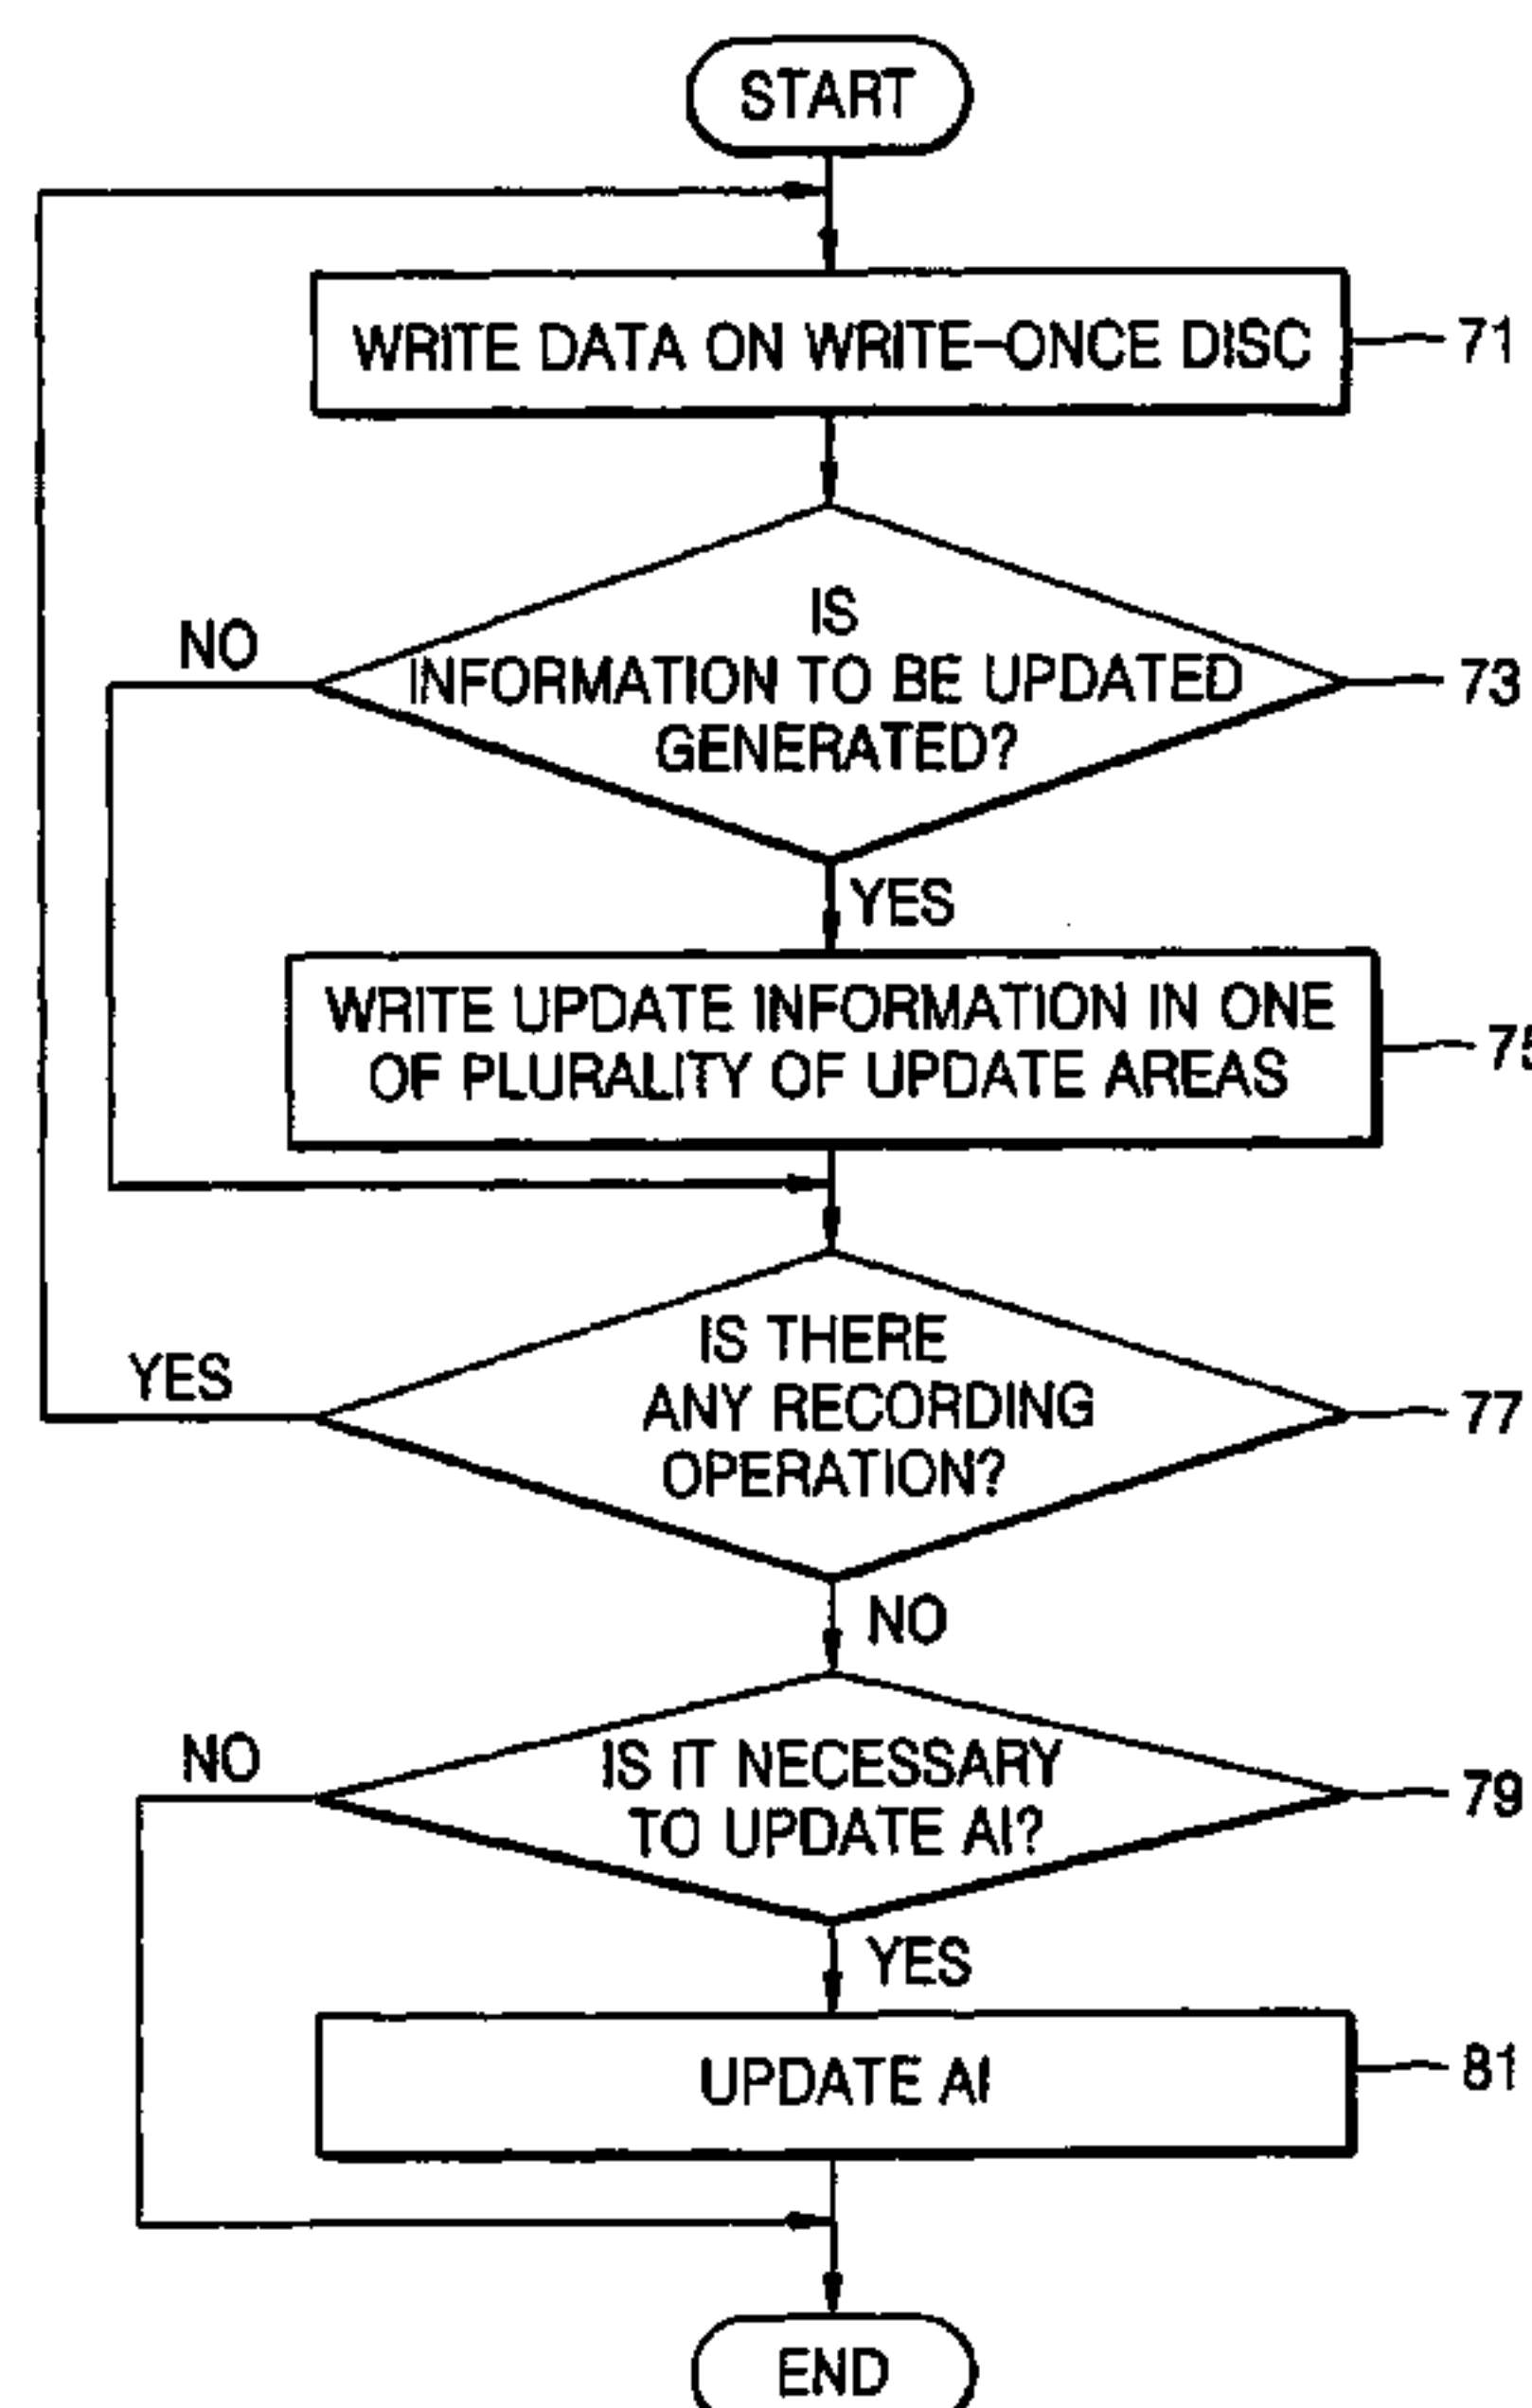 START
WRITE DATA ON WRITE-ONCE DISC
71
IS
NO
INFORMATION TO BE UPDATED
73
GENERATED?
YES
WRITE UPDATE INFORMATION IN ONE
OF PLURALITY OF UPDATE AREAS
75
IS THERE
YES
ANY RECORDING
77
OPERATION?
NO
NO
IS IT NECESSARY
TO UPDATE AI?
79
YES
UPDATE AI
81
END